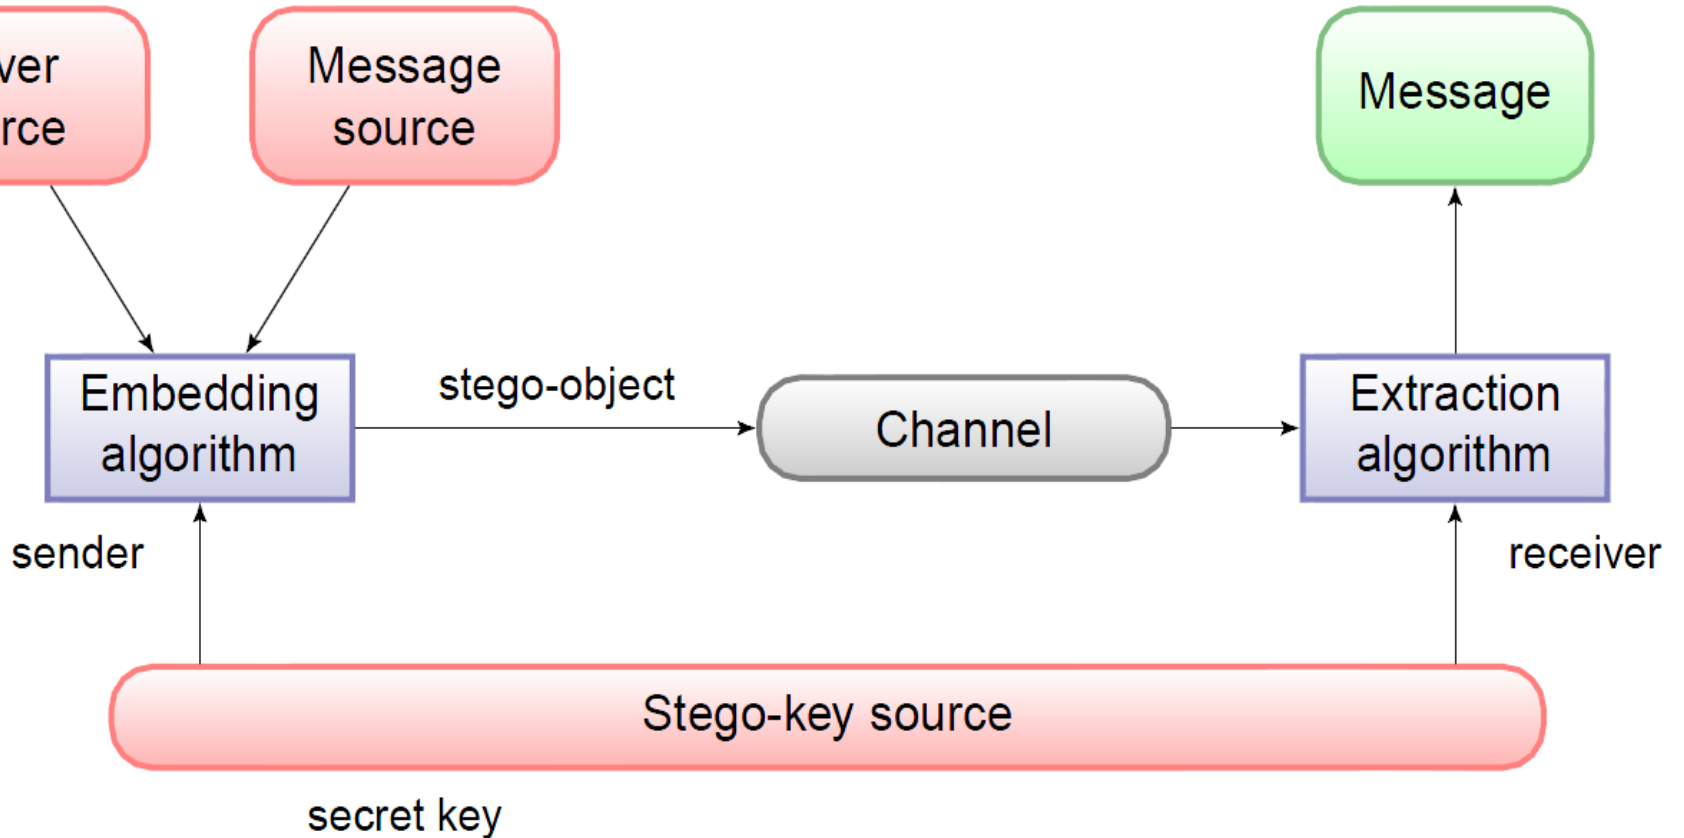 ver
rce
Message
source
Message
Embedding
algorithm
stego-object
Channel
Extraction
algorithm
sender
receiver
Stego-key source
secret key